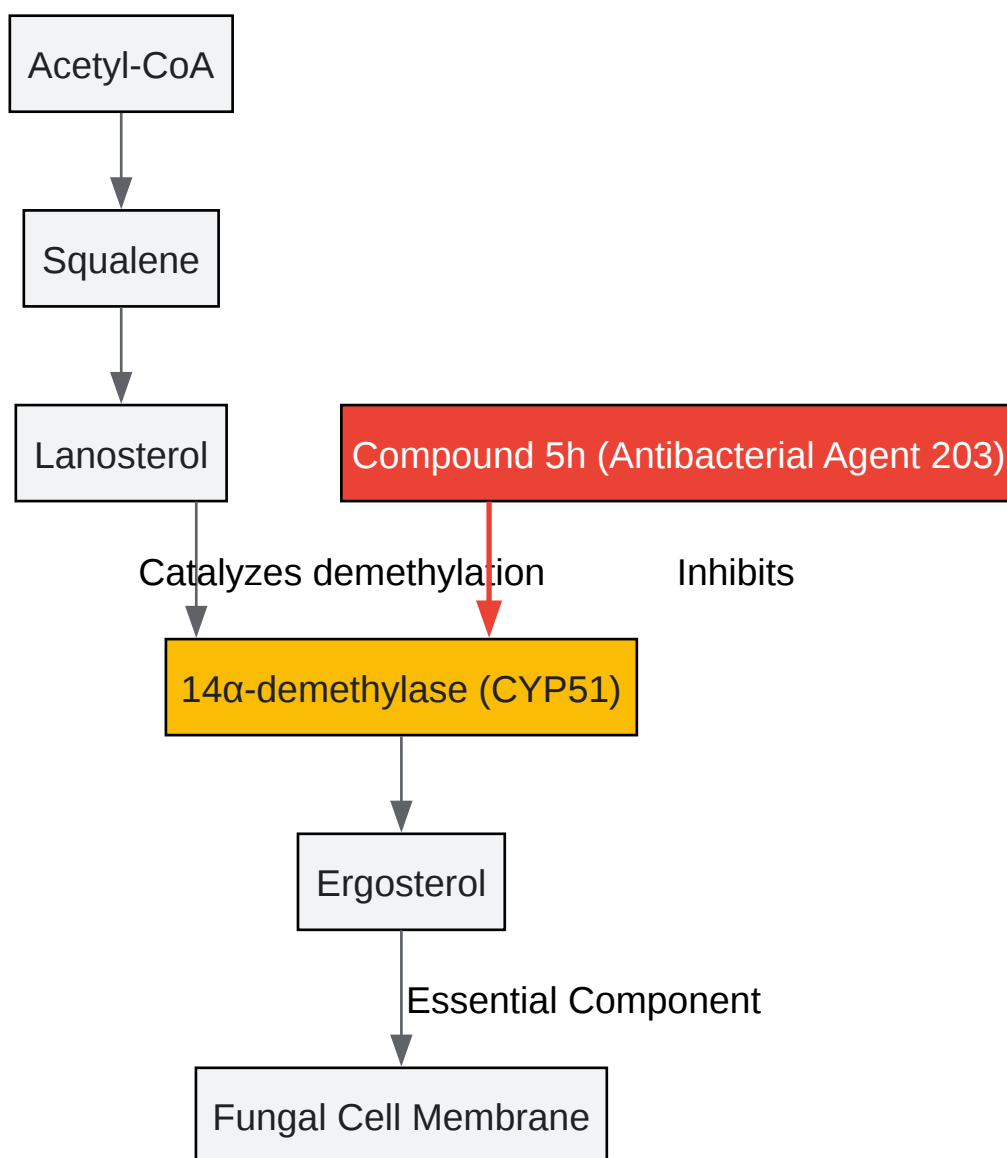 Acetyl-CoA
Squalene
Lanosterol
Compound 5h (Antibacterial Agent 203)
Catalyzes demethylation
Inhibits
14α-demethylase (CYP51)
Ergosterol
Essential Component
Fungal Cell Membrane